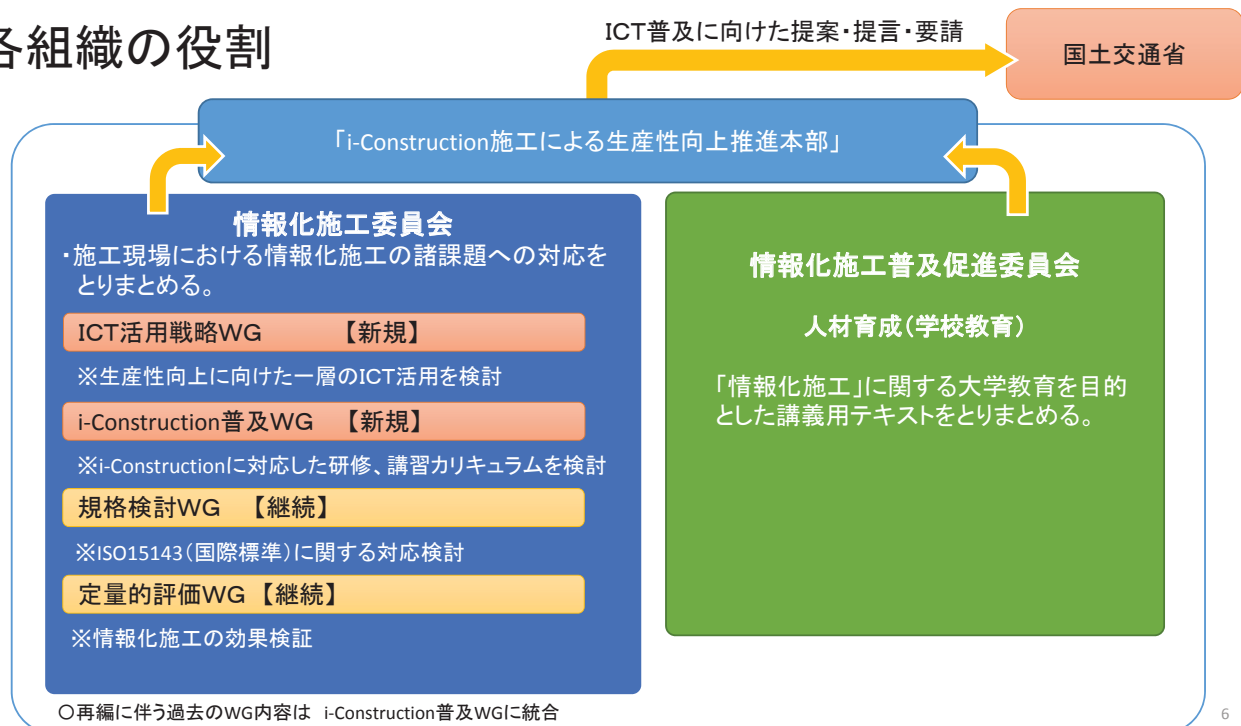 各組織の役割
ICT普及に向けた提案・提言・要請
国土交通省
「i-Construction施工による生産性向上推進本部」
情報化施工委員会
・施工現場における情報化施工の諸課題への対応を
とりまとめる。
ICT活用戦略WG 【新規】
※生産性向上に向けた一層のICT活用を検討
i-Construction普及WG 【新規】
※i-Constructionに対応した研修、講習カリキュラムを検討
規格検討WG 【継続】
※ISO15143(国際標準)に関する対応検討
定量的評価WG 【継続】
※情報化施工の効果検証
情報化施工普及促進委員会
人材育成(学校教育)
「情報化施工」に関する大学教育を目的
とした講義用テキストをとりまとめる。
○再編に伴う過去のWG内容は i-Construction普及WGに統合
6